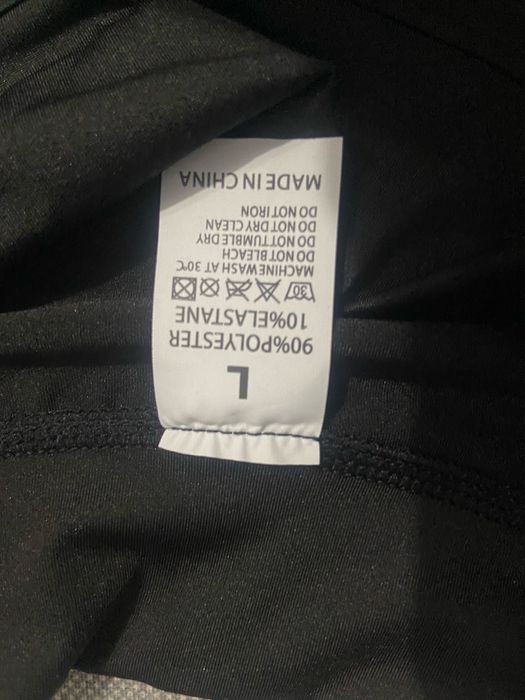 L
90%POLYESTER
10%ELASTANE
30
MACHINE WASH AT 30℃
DO NOT BLEACH
DO NOT TUMBLE DRY
DO NOT DRY CLEAN
DO NOT IRON
MADE IN CHINA